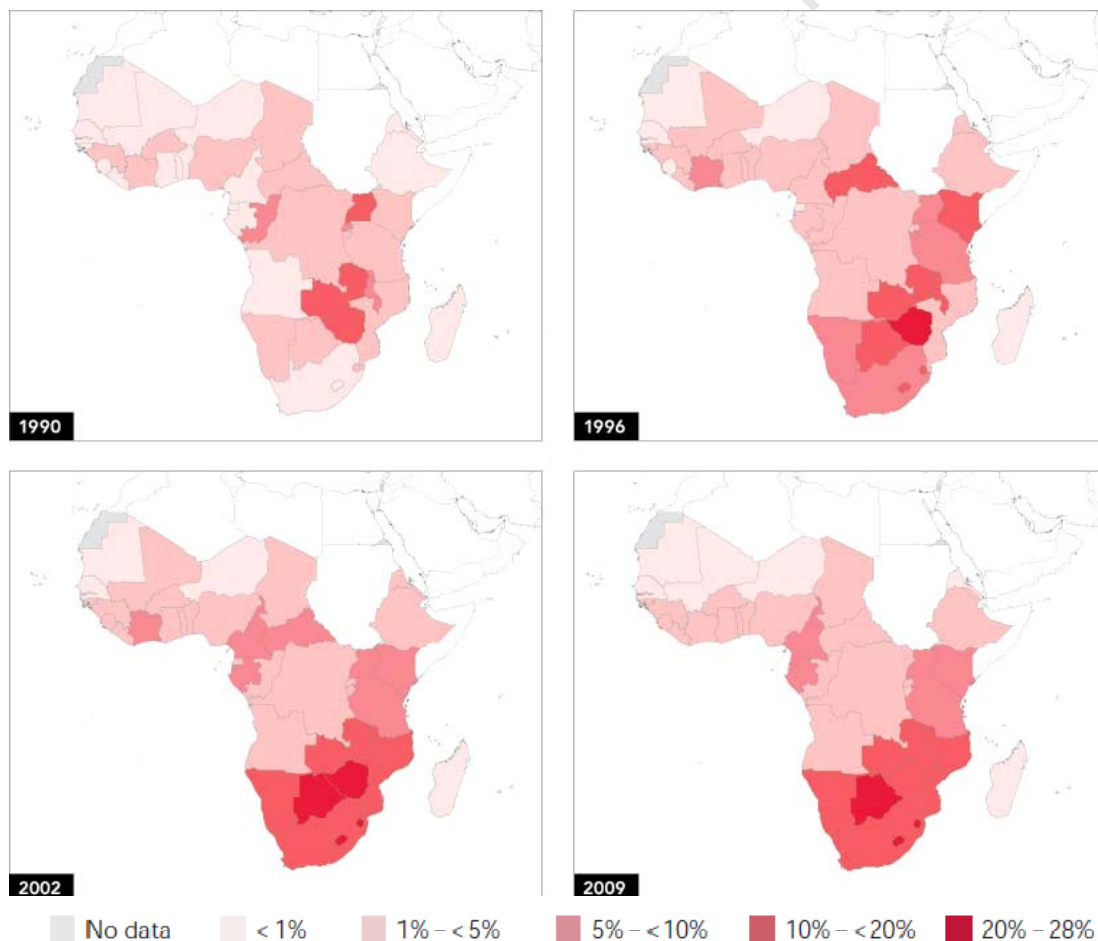 1990
1996
2002
2009
No data
< 1%
1% – < 5%
5% – <10%
10% – <20%
20% – 28%